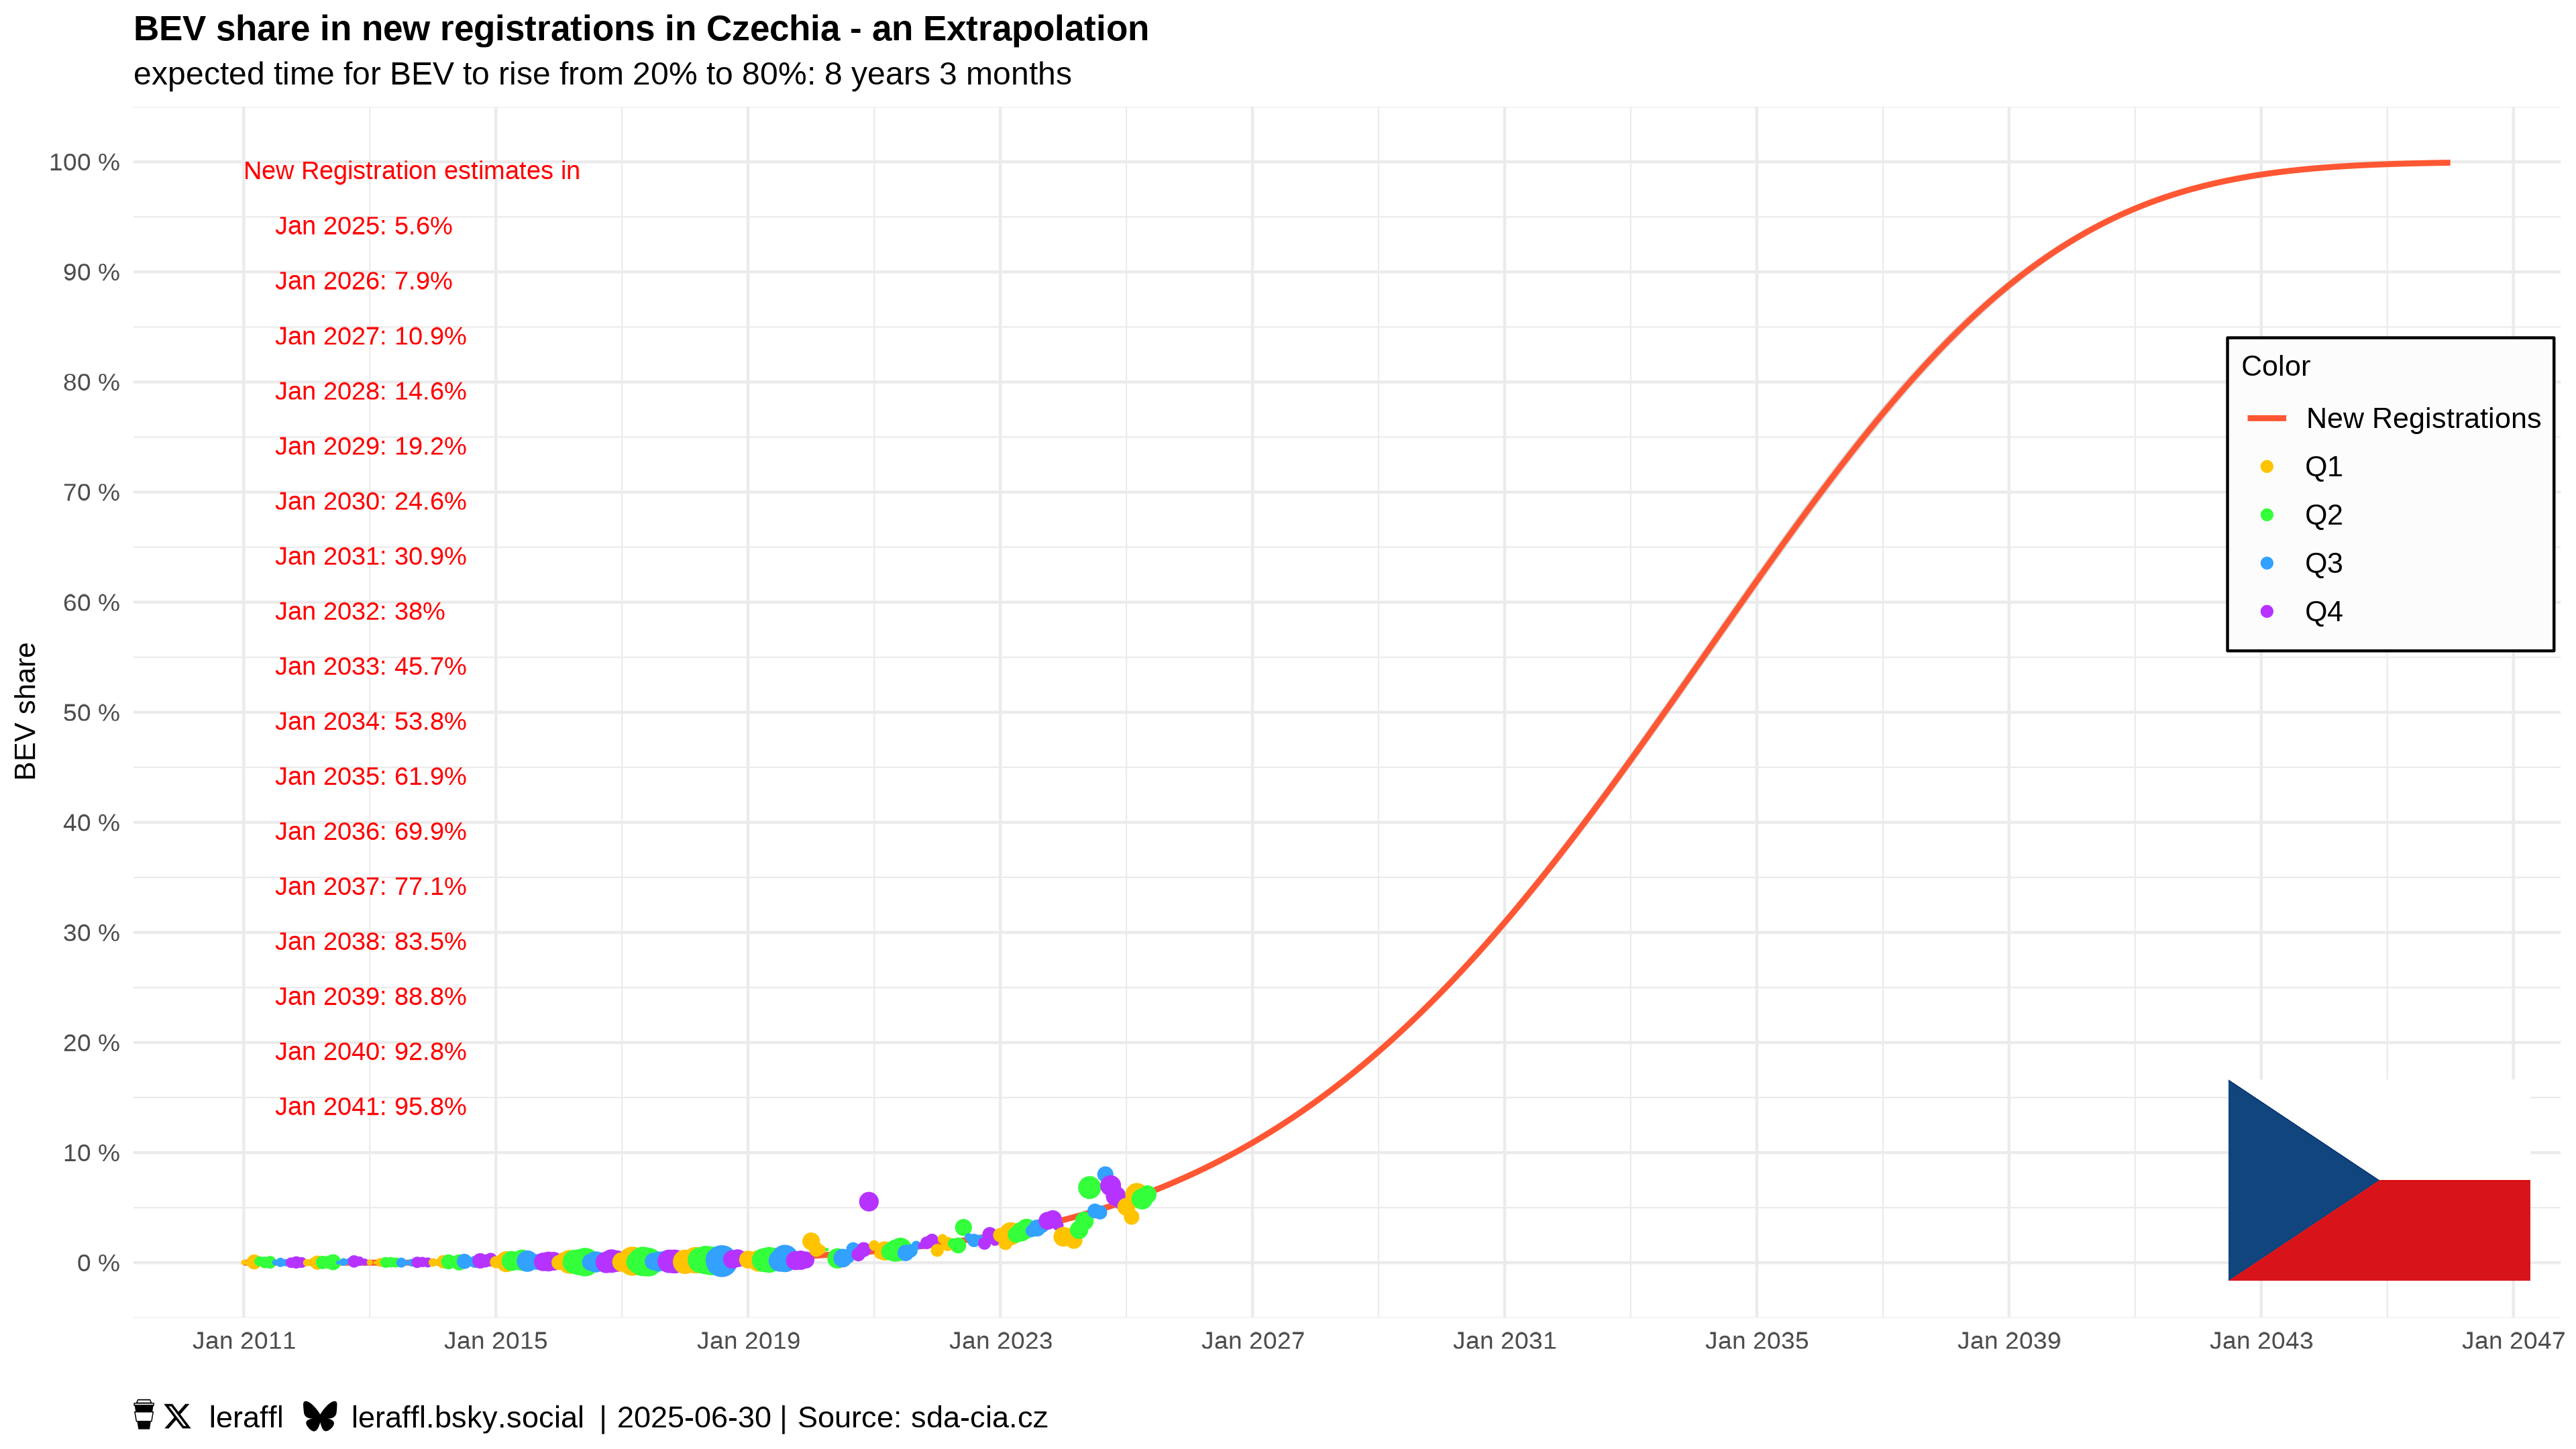 BEV share in new registrations in Czechia - an Extrapolation
expected time for BEV to rise from 20% to 80%: 8 years 3 months
BEV share
100 %
90 %
80 %
70 %
60 %
50 %
40 %
30 %
20 %
10 %
0 %
New Registration estimates in
Jan 2025: 5.6%
Jan 2026: 7.9%
Jan 2027: 10.9%
Jan 2028: 14.6%
Jan 2029: 19.2%
Jan 2030: 24.6%
Jan 2031: 30.9%
Jan 2032: 38%
Jan 2033: 45.7%
Jan 2034: 53.8%
Jan 2035: 61.9%
Jan 2036: 69.9%
Jan 2037: 77.1%
Jan 2038: 83.5%
Jan 2039: 88.8%
Jan 2040: 92.8%
Jan 2041: 95.8%
Color
New Registrations
Q1
Q2
Q3
Q4
Jan 2011 Jan 2015 Jan 2019 Jan 2023 Jan 2027 Jan 2031 Jan 2035 Jan 2039 Jan 2043 Jan 2047
leraffl leraffl.bsky.social | 2025-06-30 | Source: sda-cia.cz